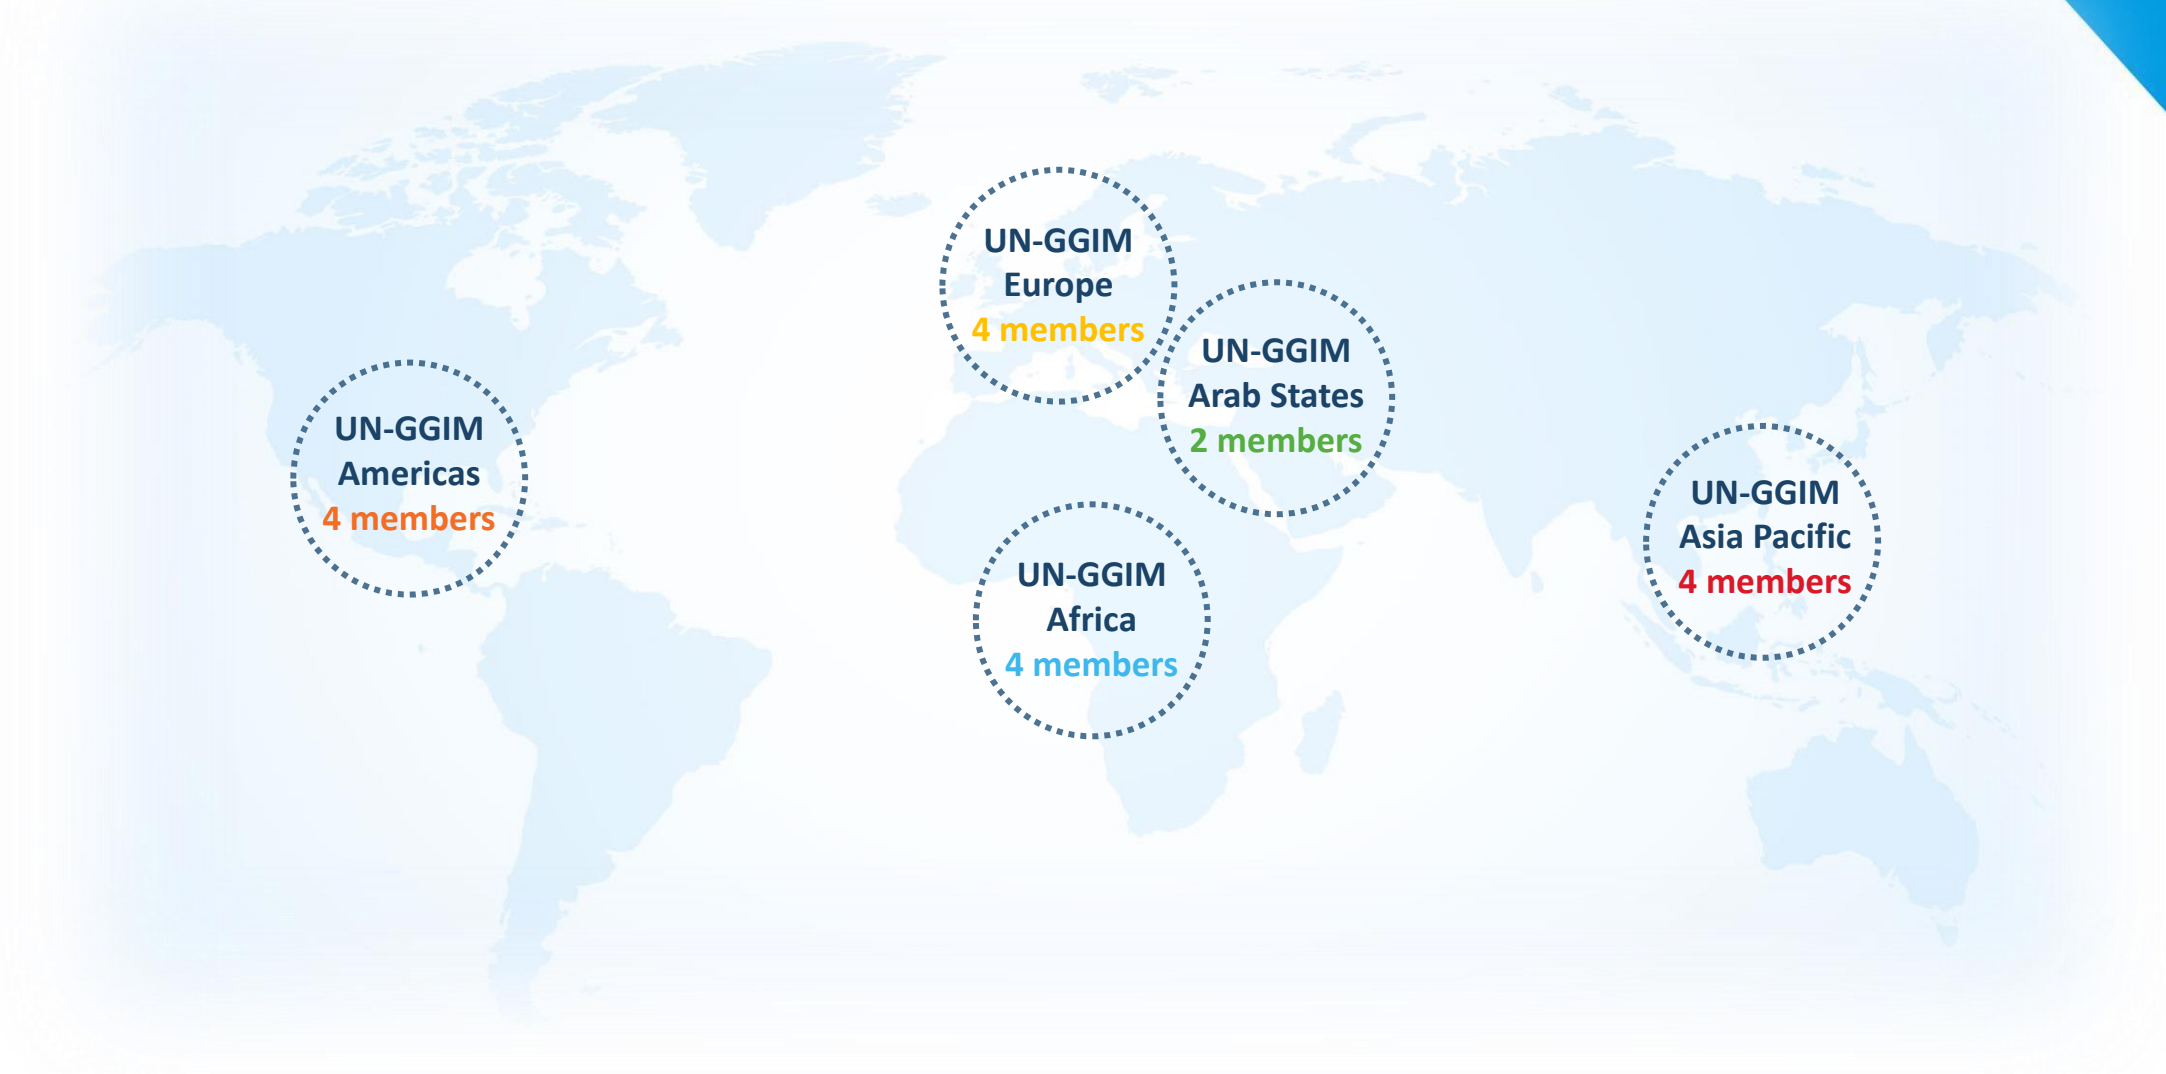 UN-GGIM
Europe
4 members
UN-GGIM
Arab States
2 members
UN-GGIM
Americas
4 members
UN-GGIM
Asia Pacific
4 members
UN-GGIM
Africa
4 members